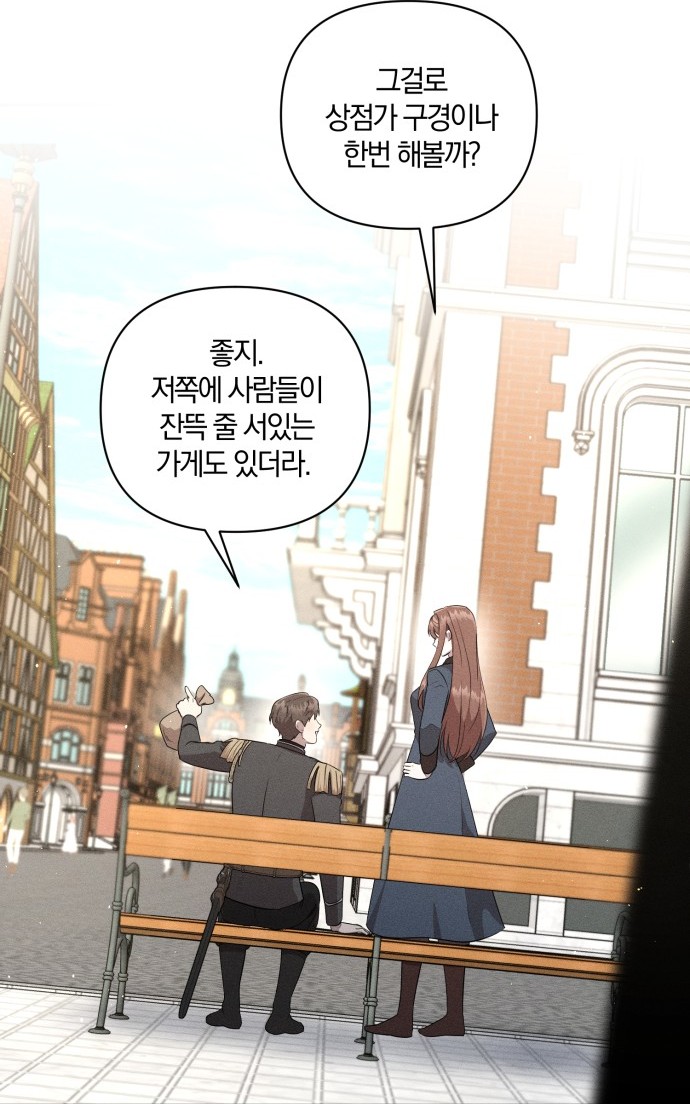 그걸로
상점가 구경이나
한번 해볼까?
좋지.
저쪽에 사람들이
잔뜩 줄 서있는
가게도 있더라.